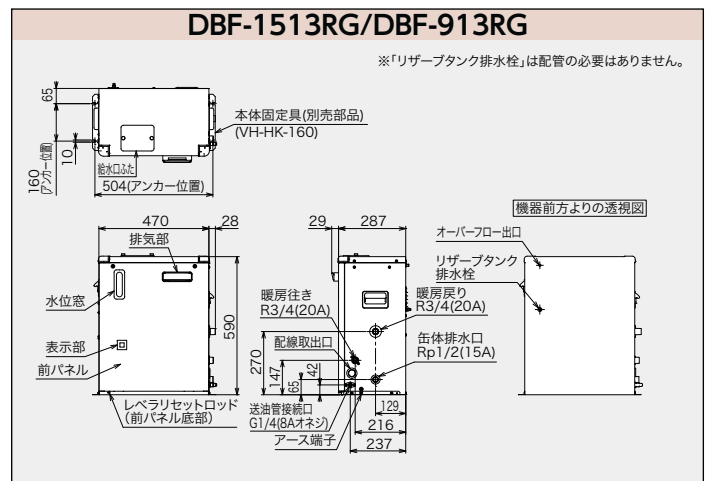 DBF-1513RG/DBF-913RG
※「リザーブタンク排水栓」は配管の必要はありません。
65
160
(アンカー位置)
10
給水口ふた
504(アンカー位置)
本体固定具(別売部品)
(VH-HK-160)
機器前方よりの透視図
470
28
排気部
水位窓
表示部
前パネル
590
レベラリセットロッド
(前パネル底部)
29
287
暖房往き
R3/4(20A)
配線取出口
270
147
65
42
送油管接続口
G1/4(8Aオネジ)
アース端子
暖房戻り
R3/4(20A)
缶体排水口
Rp1/2(15A)
129
216
237
オーバーフロー出口
リザーブタンク
排水栓